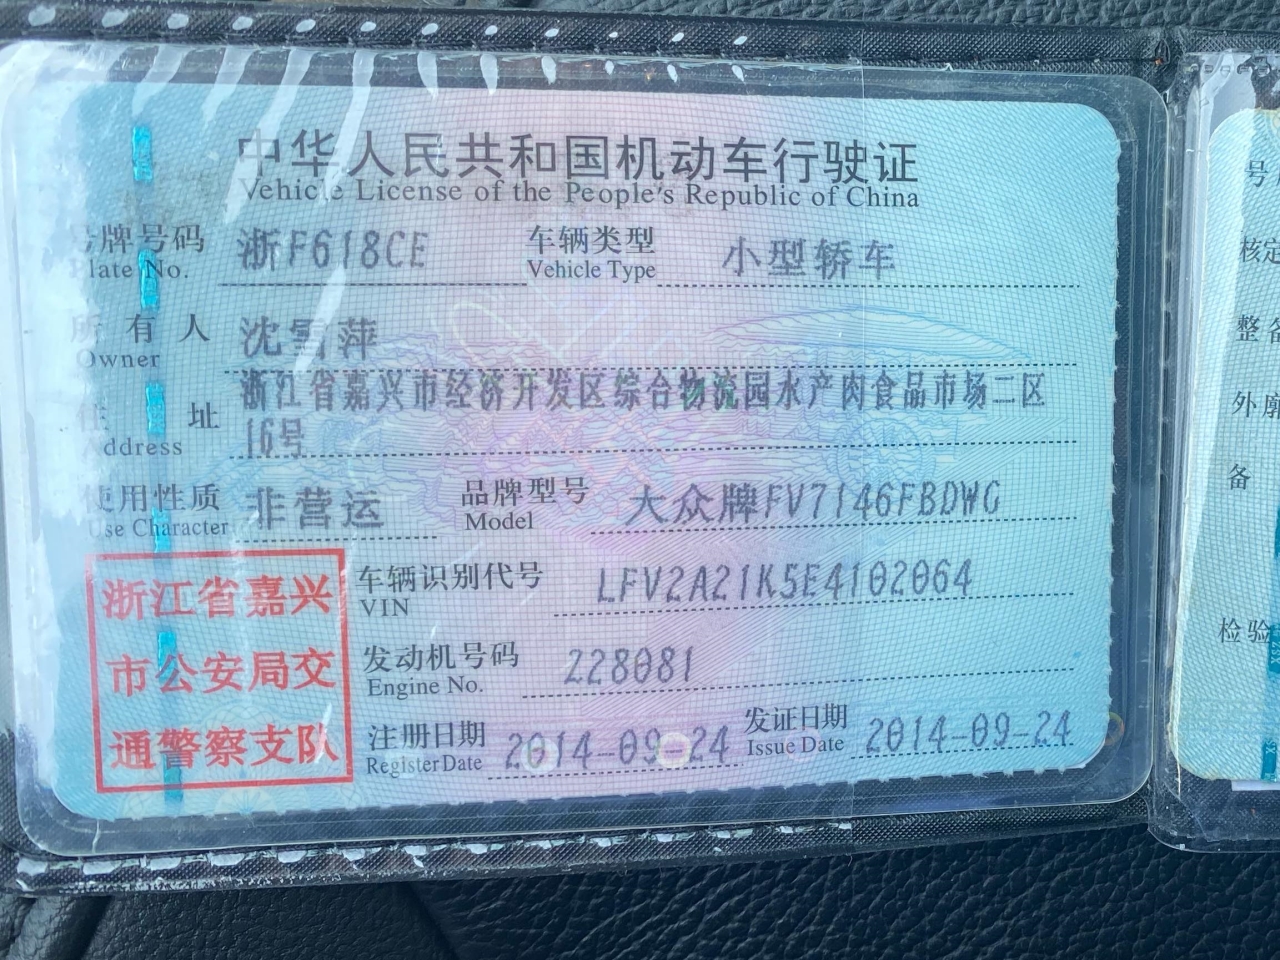 中华人民共和国机动车行驶证
Vehicle License of the People's Republic of China
号牌号码 浙F618CE 车辆类型 小型轿车
Plate No. Vehicle Type
所有人 沈雪萍
Owner
住址 浙江省嘉兴市经济开发区综合物流园水产肉食品市场二区
16号
Address
使用性质 非营运 品牌型号 大众牌FV7146FBDWG
Use Character Model
浙江省嘉兴
市公安局交
通警察支队
车辆识别代号 LFV2A21K5E4102064
VIN
发动机号码 228081
Engine No.
注册日期 2014-09-24 发证日期 2014-09-24
Register Date Issue Date
号
核定
整备
外廓
备
检验